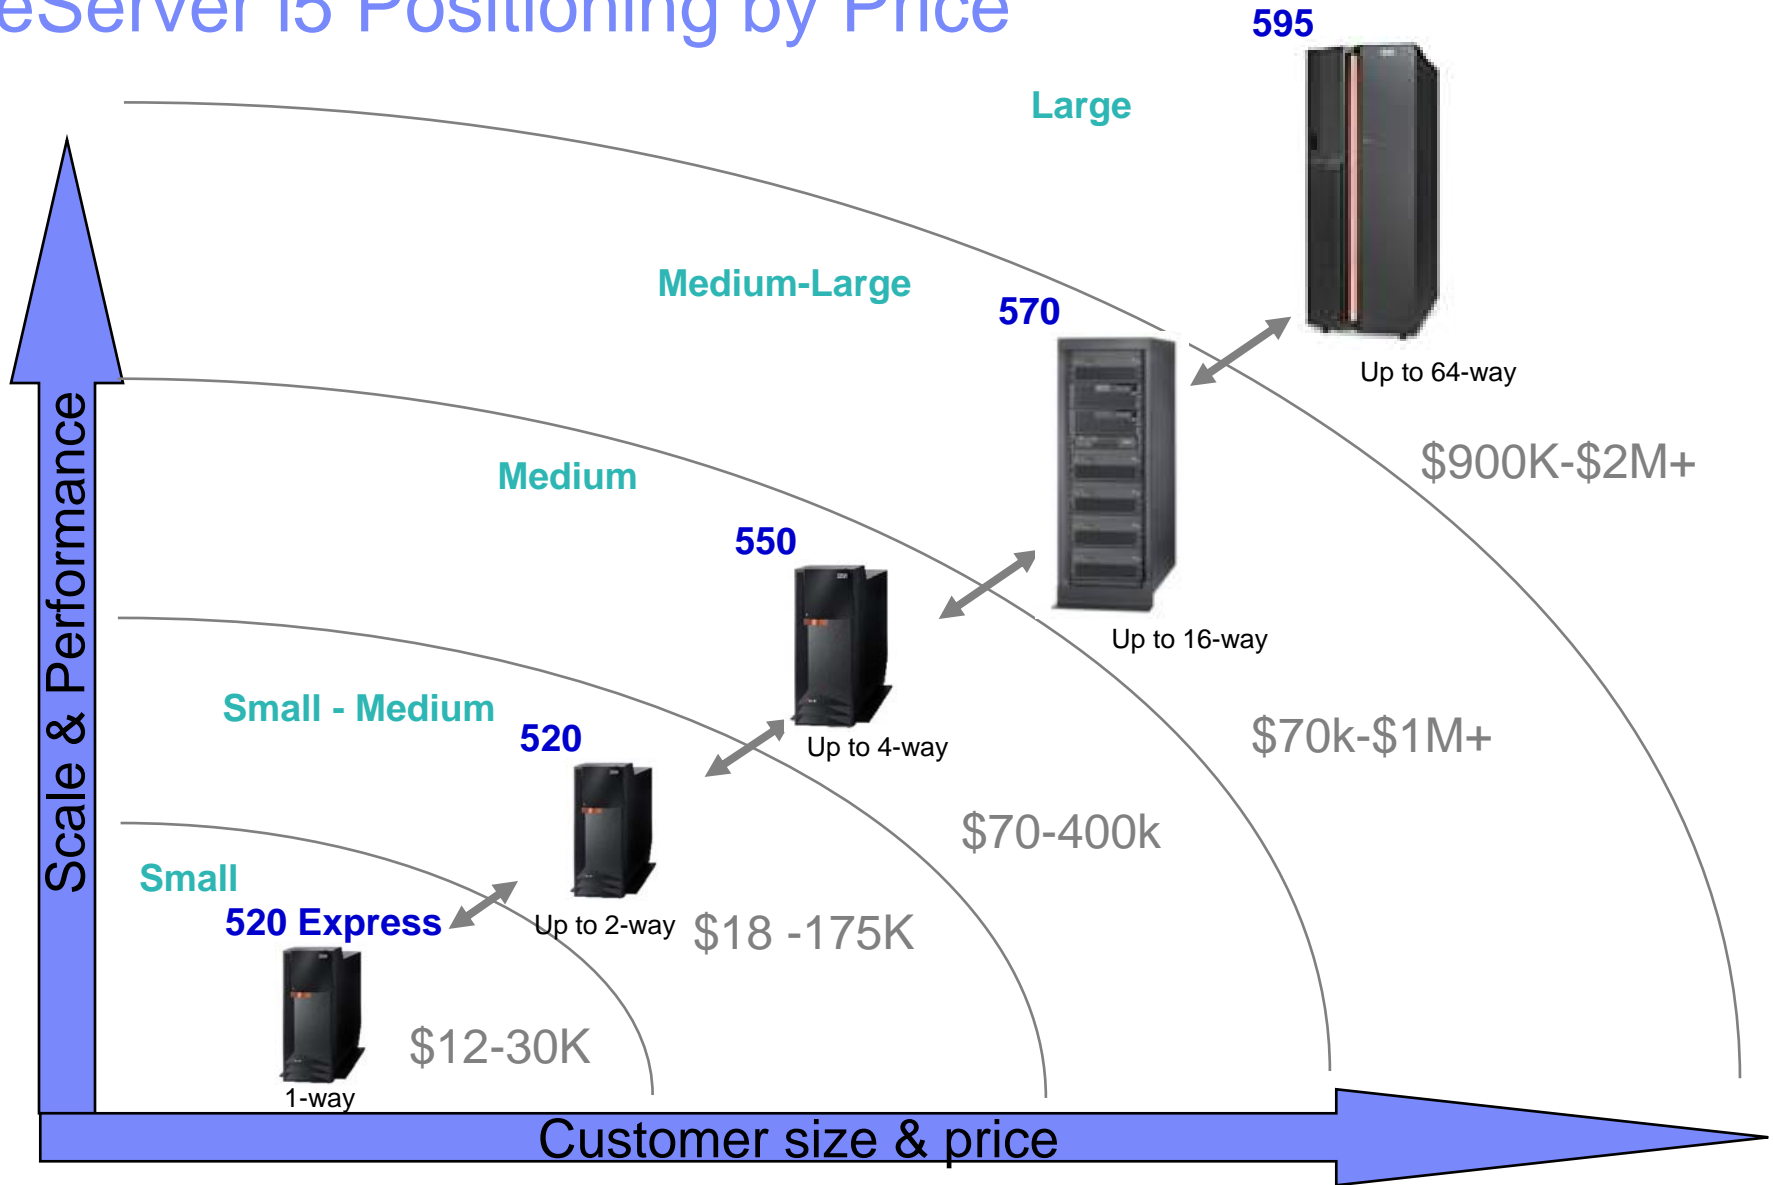 eServer i5 Positioning by Price
595
Large
Up to 64-way
$900K-$2M+
Medium-Large
570
Up to 16-way
$70k-$1M+
Medium
550
Up to 4-way
$70-400k
Small - Medium
520
Up to 2-way
$18 -175K
Small
520 Express
1-way
$12-30K
Scale & Performance
Customer size & price